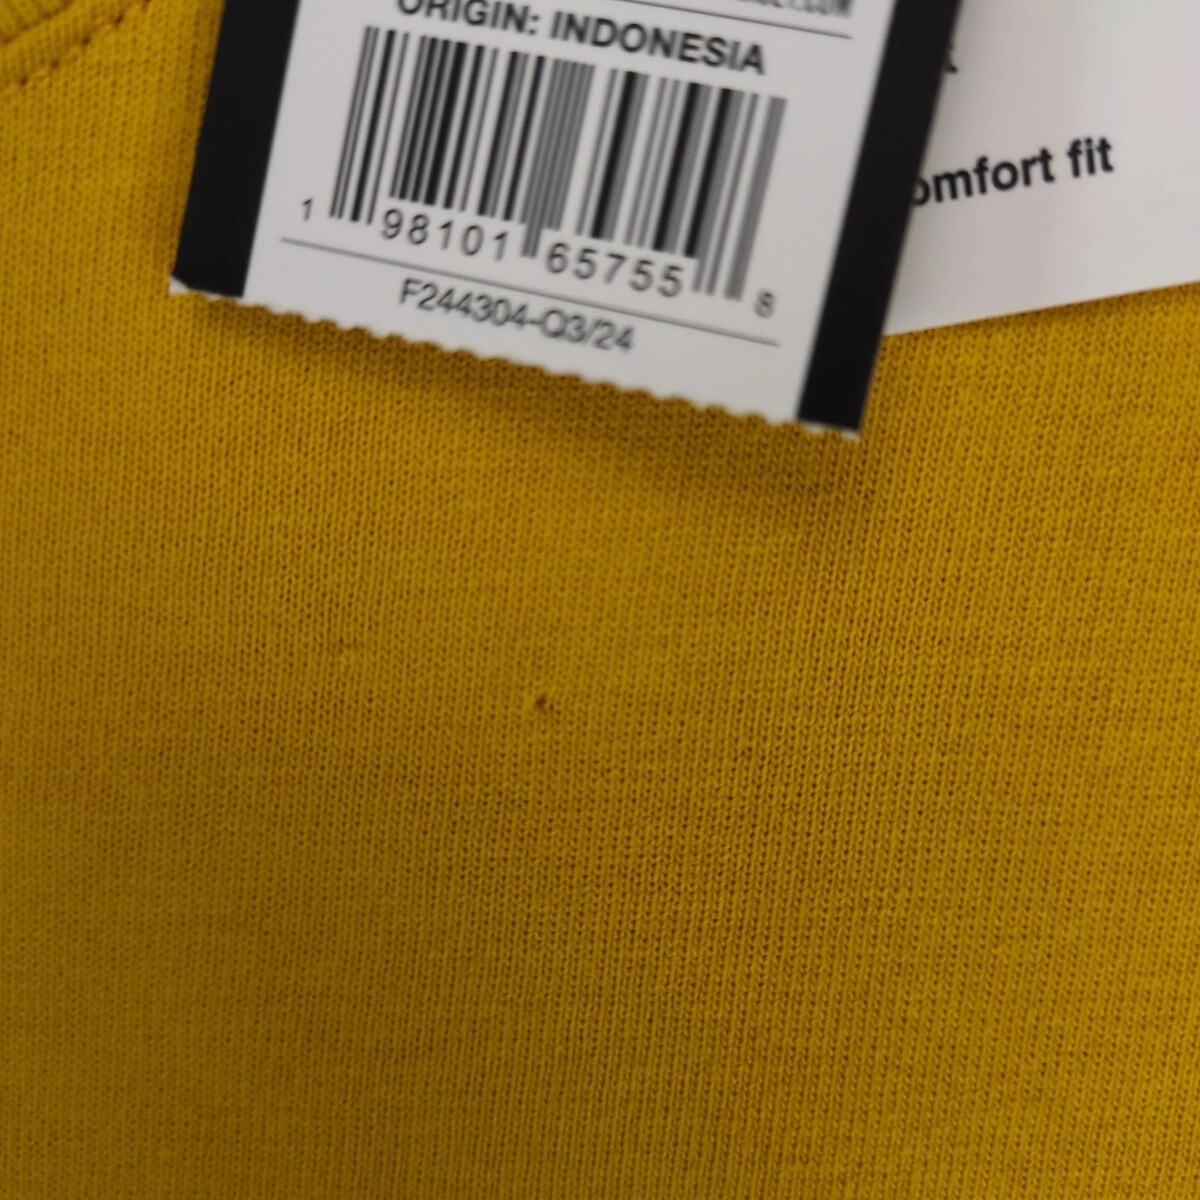 ORIGIN: INDONESIA
1 98101 65755 8
F244304-Q3/24
omfort fit